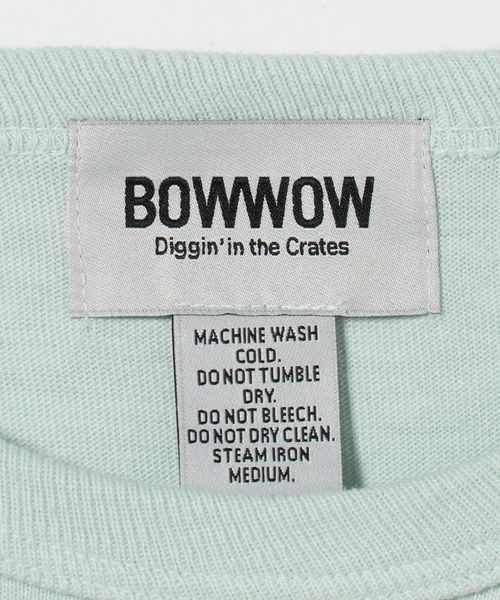 BOWWOW
Diggin' in the Crates
MACHINE WASH
COLD.
DO NOT TUMBLE
DRY.
DO NOT BLEECH.
DO NOT DRY CLEAN.
STEAM IRON
MEDIUM.